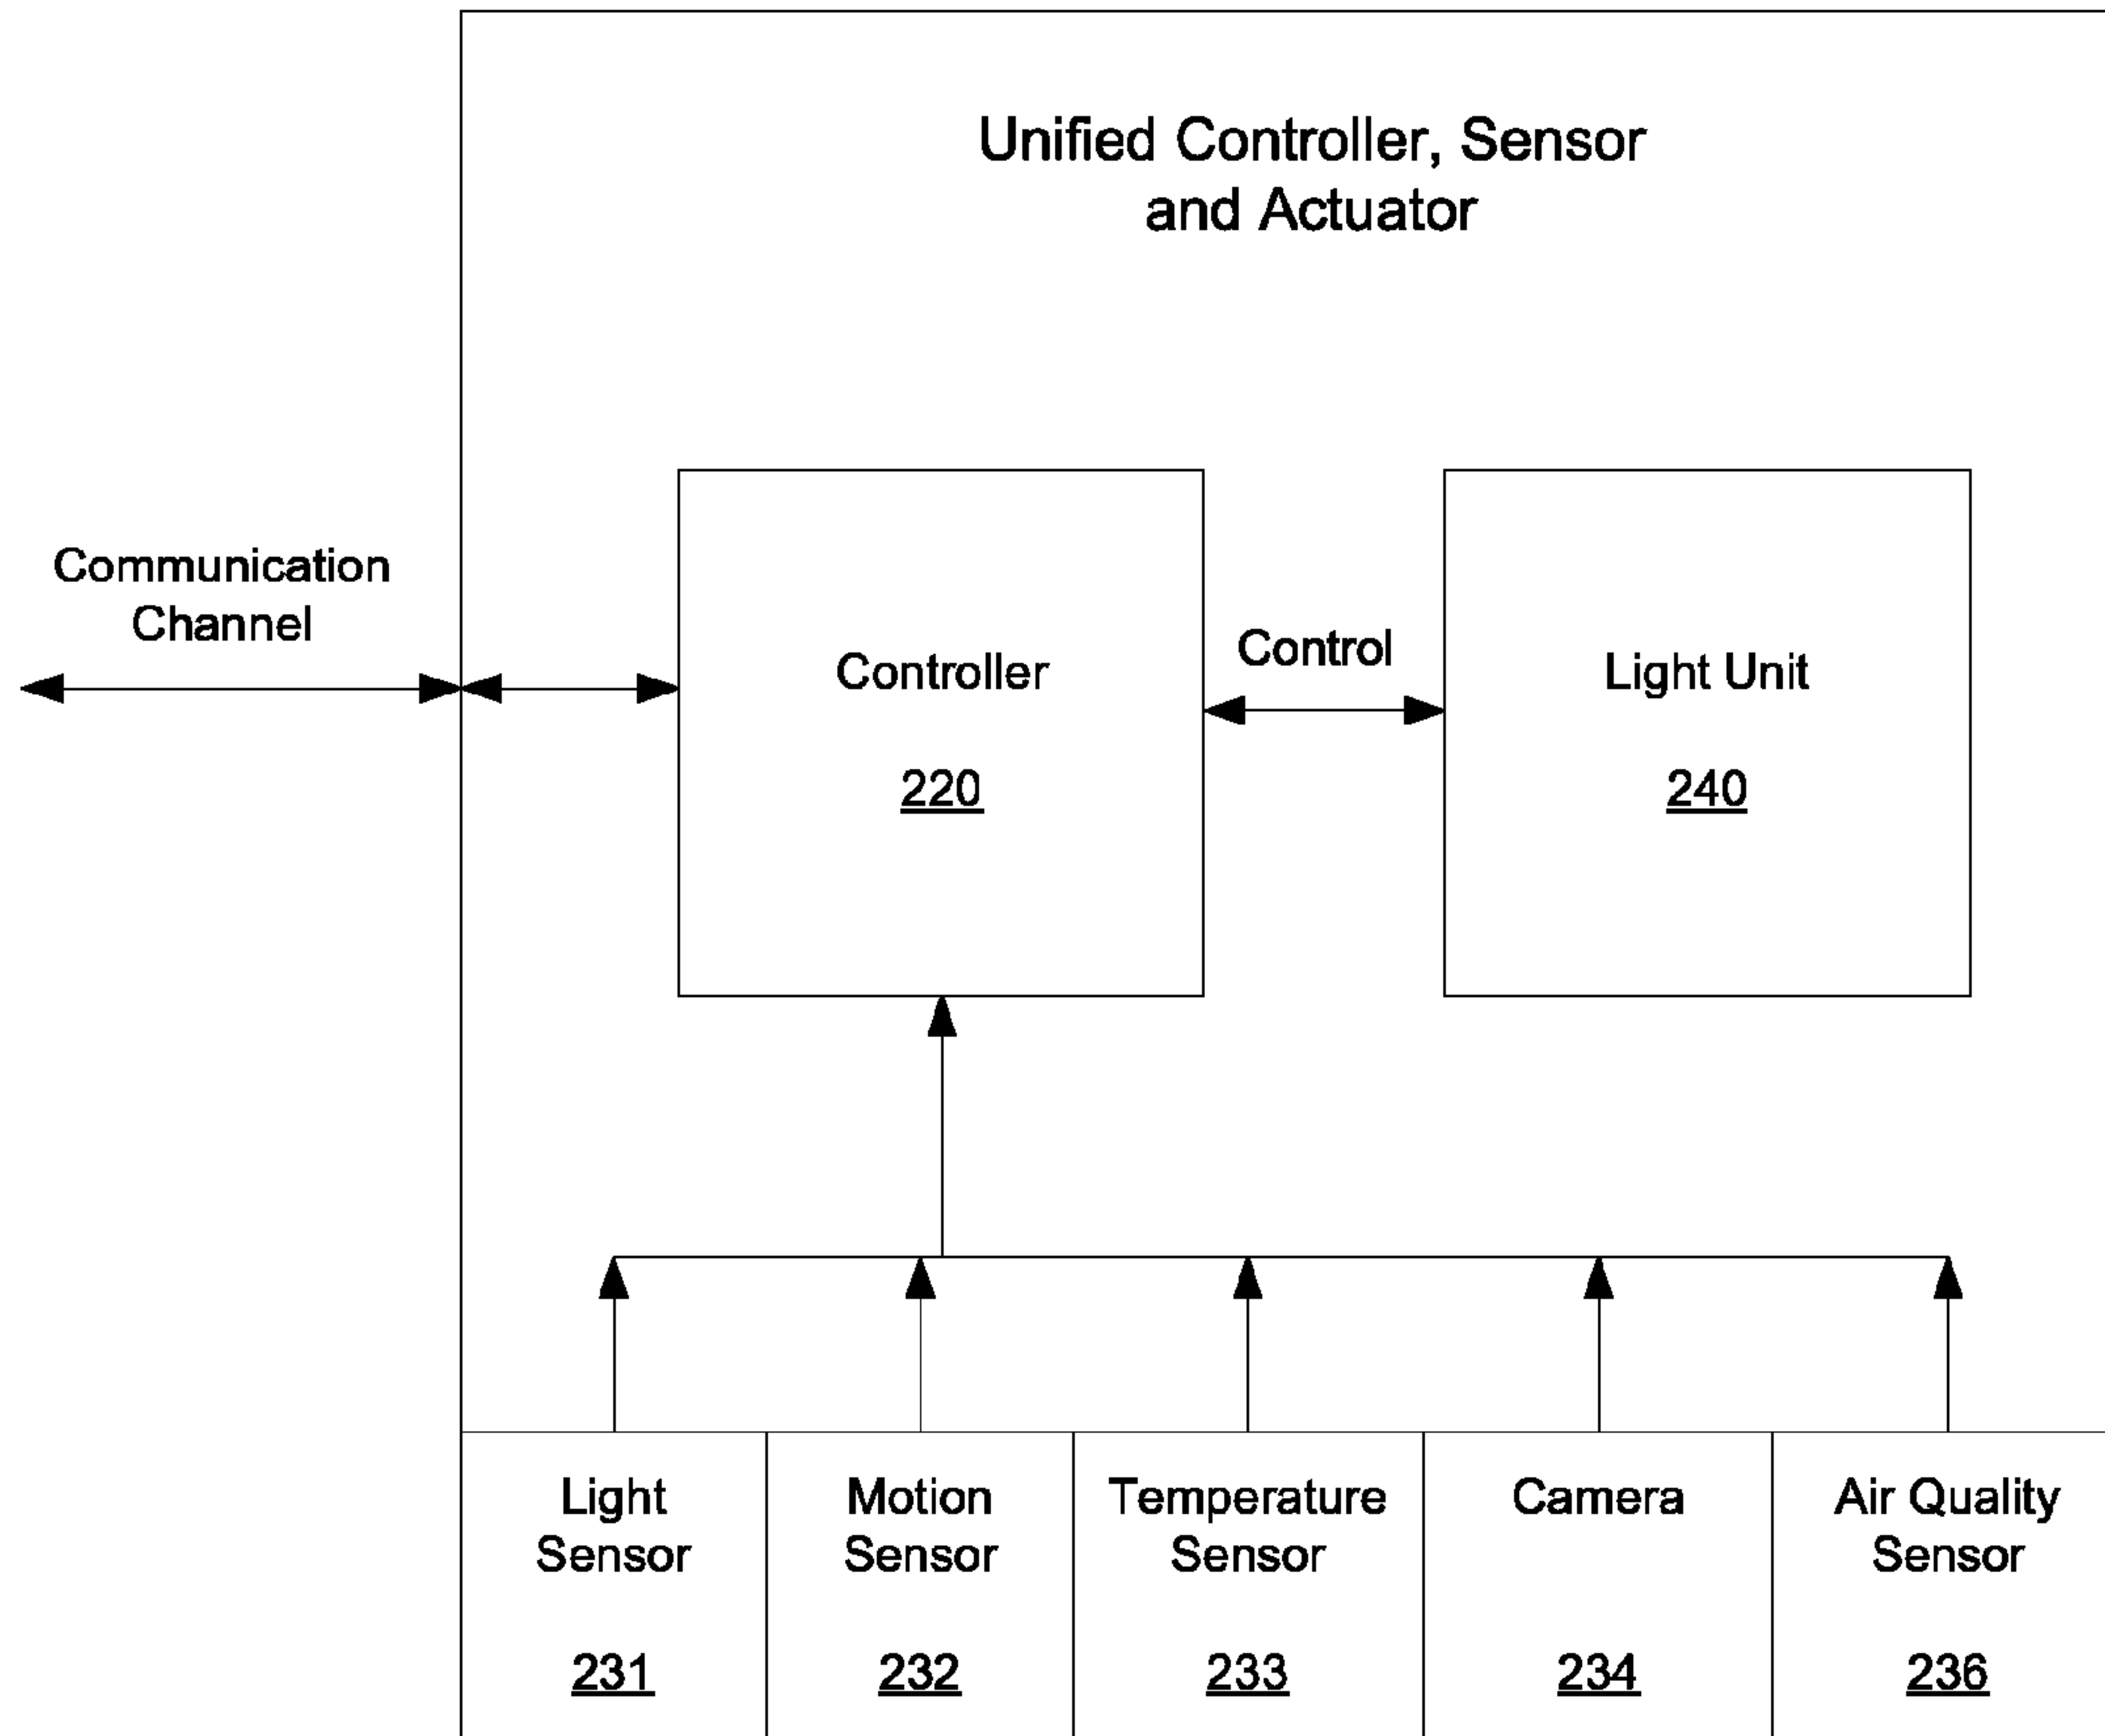 Unified Controller, Sensor
and Actuator
Communication
Channel
Controller
220
Control
Light Unit
240
Light
Sensor
231
Motion
Sensor
232
Temperature
Sensor
233
Camera
234
Air Quality
Sensor
236